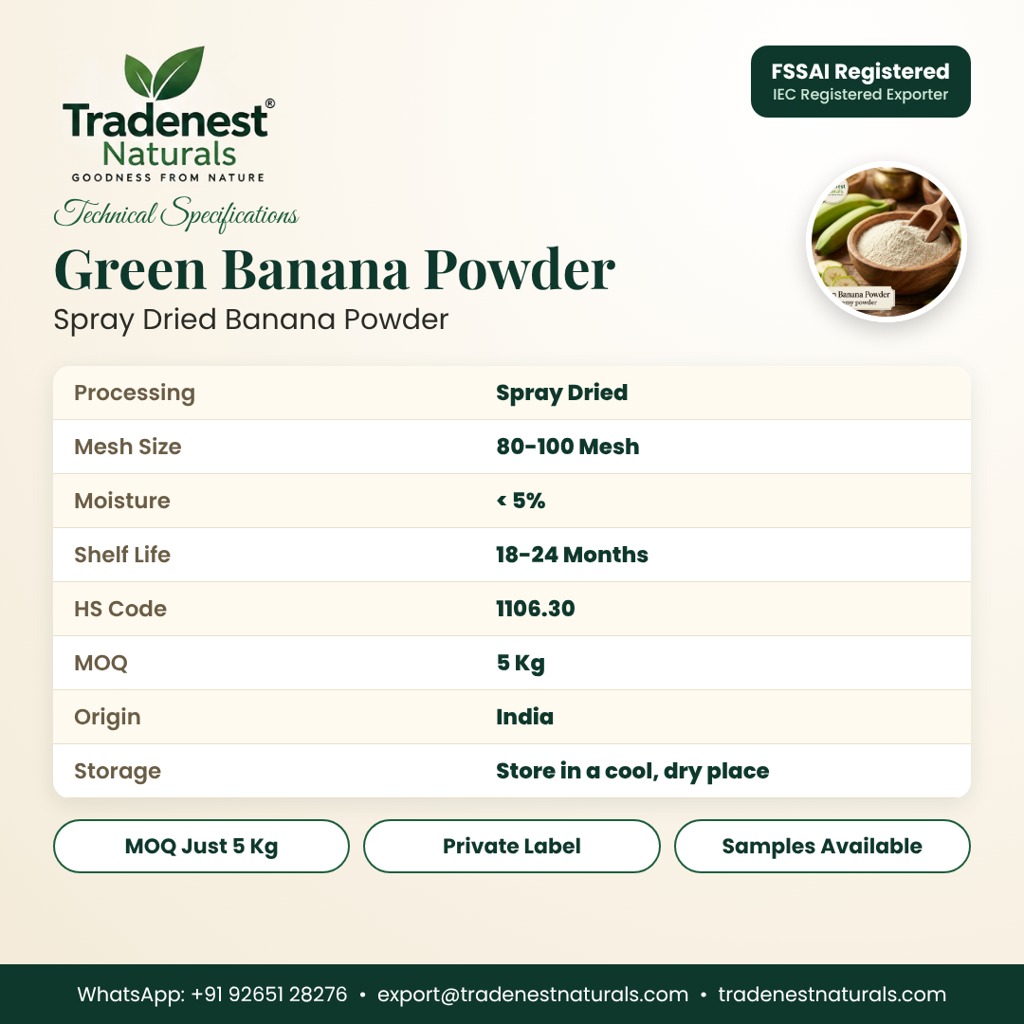 Tradenest®
Naturals
GOODNESS FROM NATURE
FSSAI Registered
IEC Registered Exporter
Technical Specifications
Green Banana Powder
Spray Dried Banana Powder
Banana Powder
powder
Processing Spray Dried
Mesh Size 80-100 Mesh
Moisture < 5%
Shelf Life 18-24 Months
HS Code 1106.30
MOQ 5 Kg
Origin India
Storage Store in a cool, dry place
MOQ Just 5 Kg
Private Label
Samples Available
WhatsApp: +91 92651 28276 • export@tradenestnaturals.com • tradenestnaturals.com